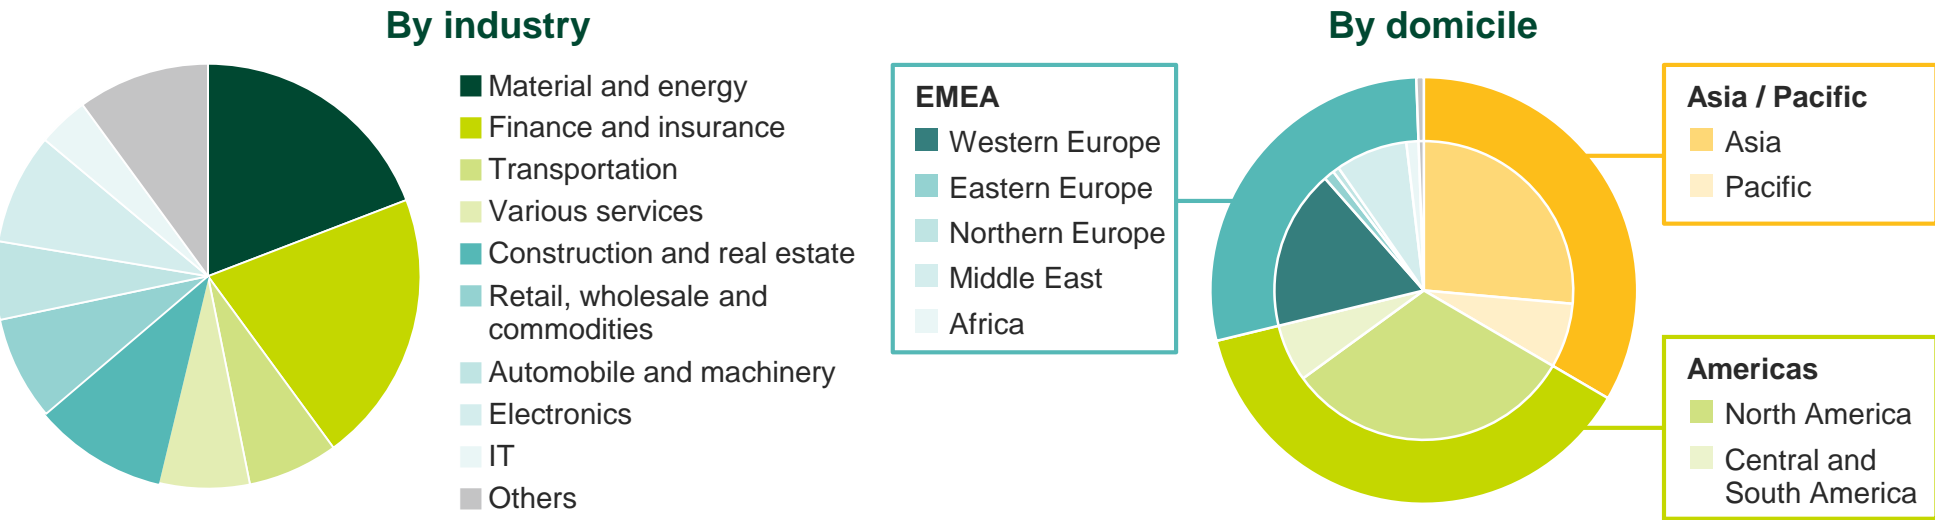 By industry
Material and energy
Finance and insurance
Transportation
Various services
Construction and real estate
Retail, wholesale and
commodities
Automobile and machinery
Electronics
IT
Others
By domicile
EMEA
Western Europe
Eastern Europe
Northern Europe
Middle East
Africa
Asia / Pacific
Asia
Pacific
Americas
North America
Central and
South America